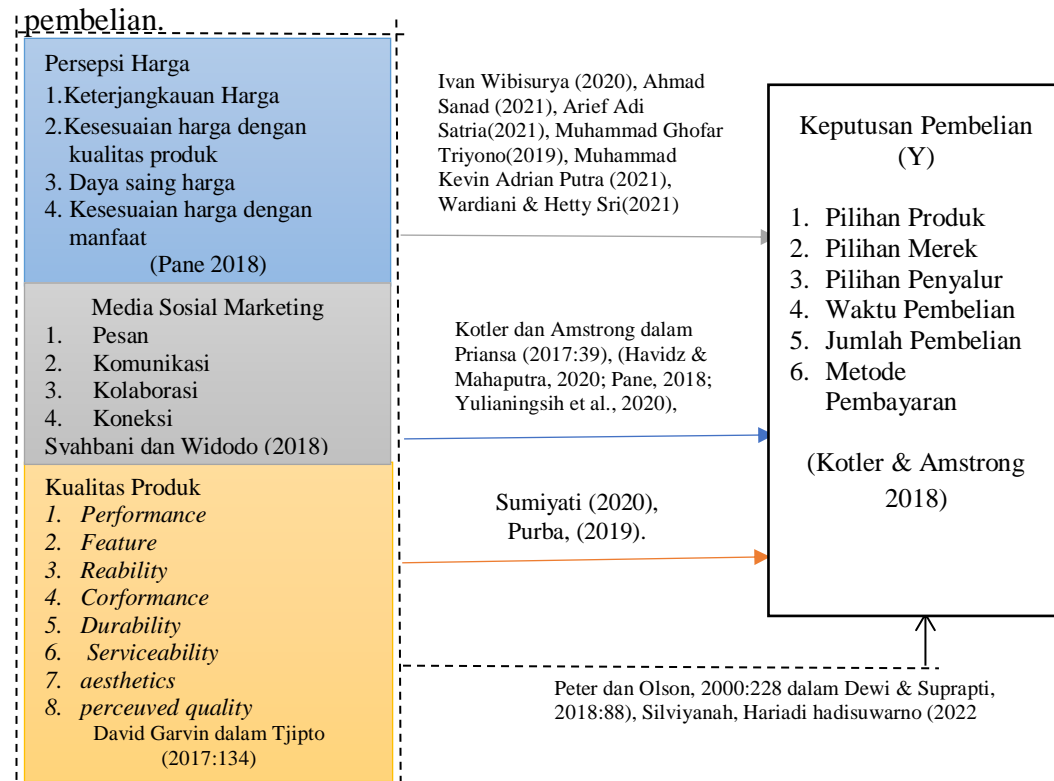 pembelian.
Persepsi Harga
1.Keterjangkauan Harga
2.Kesesuaian harga dengan
kualitas produk
3. Daya saing harga
4. Kesesuaian harga dengan
manfaat
(Pane 2018)
Media Sosial Marketing
1. Pesan
2. Komunikasi
3. Kolaborasi
4. Koneksi
Syahbani dan Widodo (2018)
Kualitas Produk
1. Performance
2. Feature
3. Reability
4. Corformance
5. Durability
6. Serviceability
7. aesthetics
8. perceuved quality
David Garvin dalam Tjipto
(2017:134)
Ivan Wibisurya (2020), Ahmad
Sanad (2021), Arief Adi
Satria(2021), Muhammad Ghofar
Triyono(2019), Muhammad
Kevin Adrian Putra (2021),
Wardiani & Hetty Sri(2021)
Kotler dan Amstrong dalam
Priansa (2017:39), (Havidz &
Mahaputra, 2020; Pane, 2018;
Yulianingsih et al., 2020),
Sumiyati (2020),
Purba, (2019).
Peter dan Olson, 2000:228 dalam Dewi & Suprapti,
2018:88), Silviyanah, Hariadi hadisuwarno (2022
Keputusan Pembelian
(Y)
1. Pilihan Produk
2. Pilihan Merek
3. Pilihan Penyalur
4. Waktu Pembelian
5. Jumlah Pembelian
6. Metode
Pembayaran
(Kotler & Amstrong
2018)